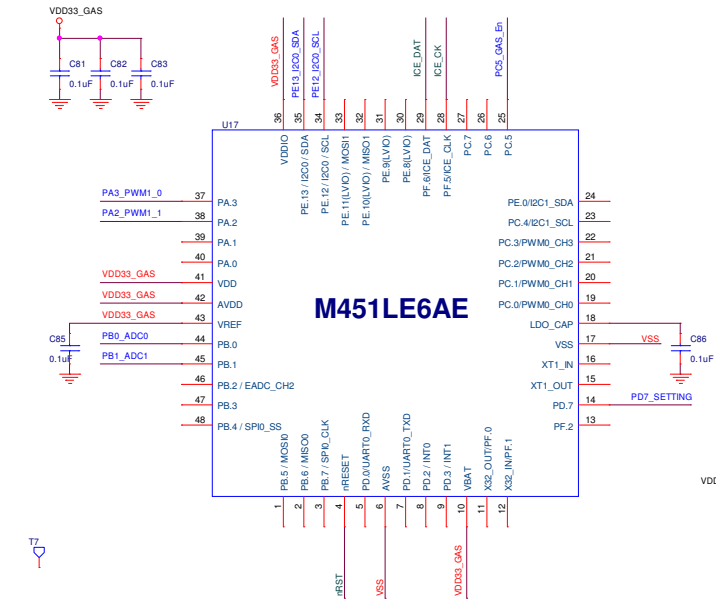 VDD33_GAS
C81
0.1uF
C82
0.1uF
C83
0.1uF
VDD33_GAS
PE13_I2C0_SDA
PE12_I2C0_SCL
ICE_DAT
ICE_CK
PC5_GAS_En
36
35
34
33
32
31
30
29
28
27
26
25
U17
VDDIO
PE.13 / I2C0 / SDA
PE.12 / I2C0 / SCL
PE.11(LVIO) / MOSI1
PE.10(LVIO) / MISO1
PE.9(LVIO)
PE.8(LVIO)
PF.6/ICE_DAT
PF.5/ICE_CLK
PC.7
PC.6
PC.5
PA3_PWM1_0
37
PA.3
PA2_PWM1_1
38
PA.2
39
PA.1
40
PA.0
VDD33_GAS
41
VDD
VDD33_GAS
42
AVDD
VDD33_GAS
43
VREF
C85
0.1uF
PB0_ADC0
44
PB.0
PB1_ADC1
45
PB.1
46
PB.2 / EADC_CH2
47
PB.3
48
PB.4 / SPI0_SS
M451LE6AE
PE.0/I2C1_SDA
24
PC.4/I2C1_SCL
23
PC.3/PWM0_CH3
22
PC.2/PWM0_CH2
21
PC.1/PWM0_CH1
20
PC.0/PWM0_CH0
19
LDO_CAP
18
VSS
17
VSS
C86
0.1uF
XT1_IN
16
XT1_OUT
15
PD.7
14
PD7_SETTING
PF.2
13
PB.5 / MOSI0
PB.6 / MISO0
PB.7 / SPI0_CLK
nRESET
PD.0/UART0_RXD
AVSS
PD.1/UART0_TXD
PD.2 / INT0
PD.3 / INT1
VBAT
X32_OUT/PF.0
X32_IN/PF.1
1
2
3
4
5
6
7
8
9
10
11
12
nRST
VSS
VDD33_GAS
T7